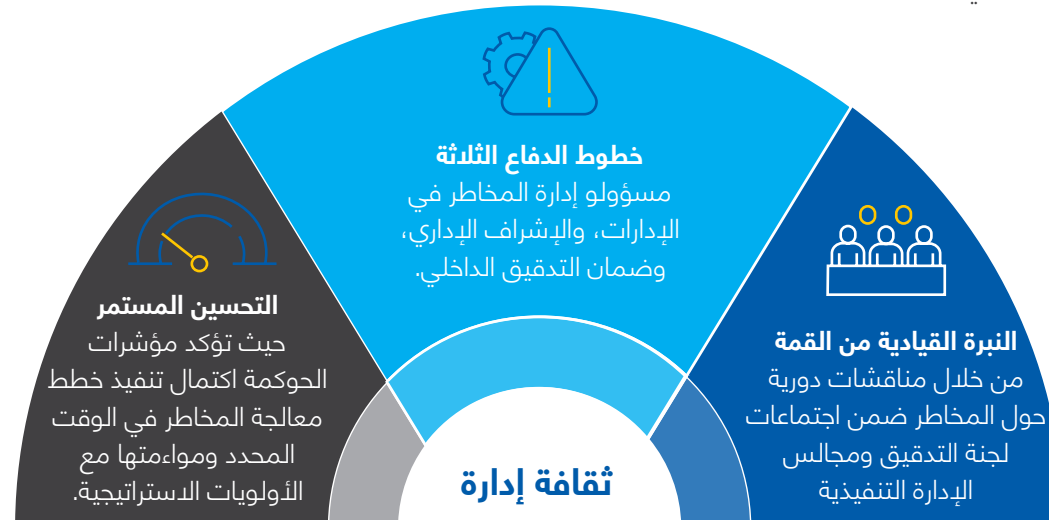 النبرة القيادية من القمة
من خلال مناقشات دورية
حول المخاطر ضمن اجتماعات
لجنة التدقيق ومجالس
الإدارة التنفيذية
خطوط الدفاع الثلاثة
مسؤولو إدارة المخاطر في
الإدارات، والإشراف الإداري،
وضمان التدقيق الداخلي.
التحسين المستمر
حيث تؤكد مؤشرات
الحوكمة اكتمال تنفيذ خطط
معالجة المخاطر في الوقت
المحدد ومواءمتها مع
الأولويات الاستراتيجية.
ثقافة إدارة